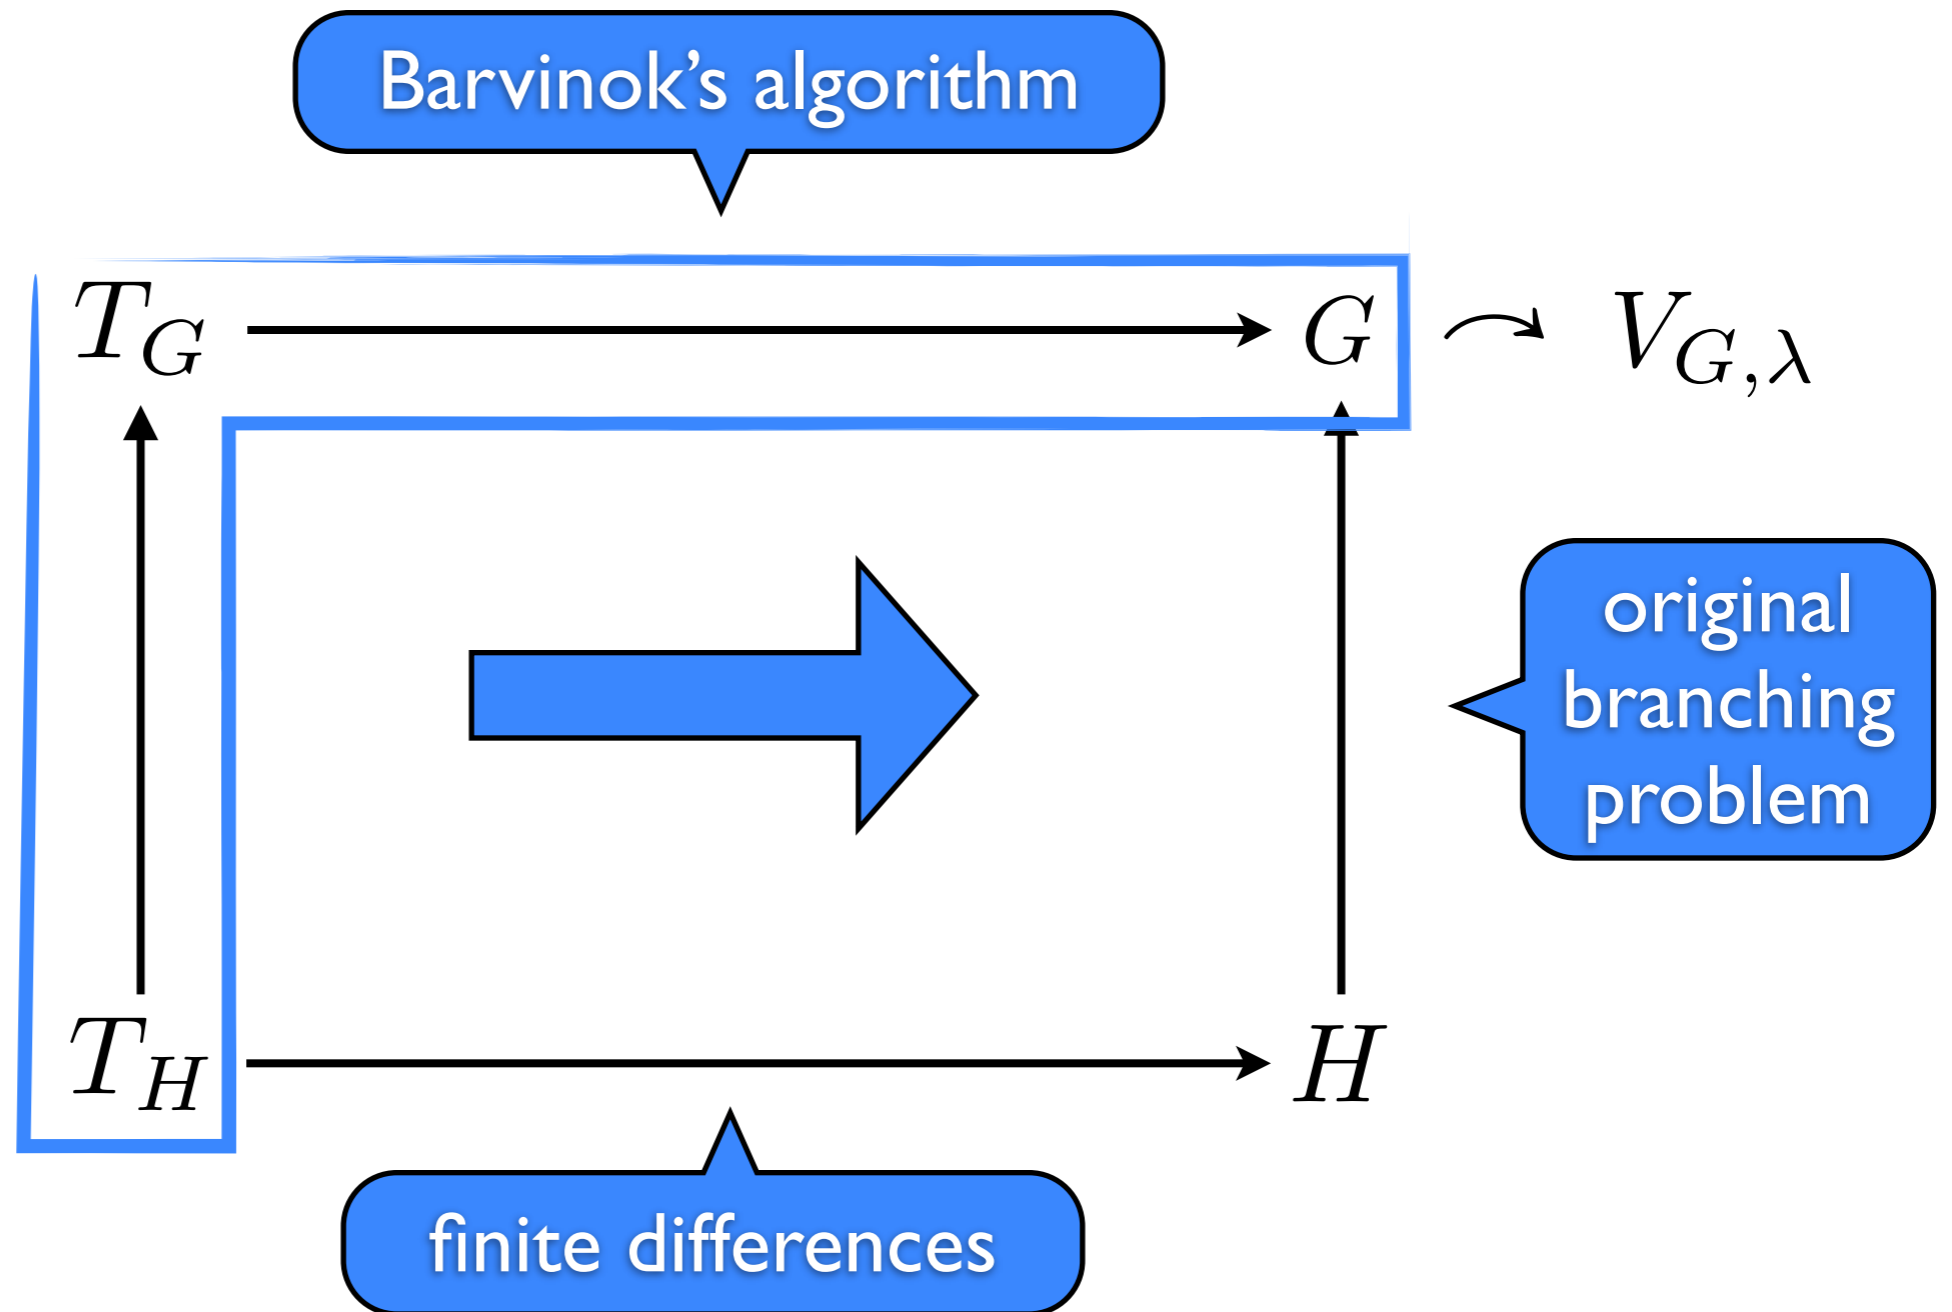 Barvinok’s algorithm
T_G G V_{G,λ}
original
branching
problem
T_H H
finite differences